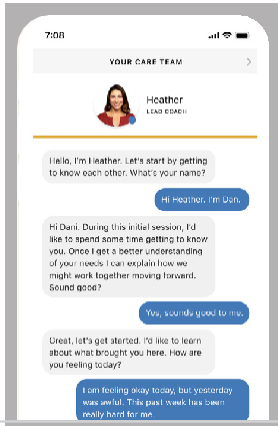 7:08
YOUR CARE TEAM
Heather
LEAD COACH
Hello, I'm Heather. Let's start by getting
to know each other. What's your name?
Hi Heather. I'm Dan.
Hi Dani. During this initial session, I'd
like to spend some time getting to know
you. Once I get a better understanding
of your needs I can explain how we
might work together moving forward.
Sound good?
Yes, sounds good to me.
Great, let's get started. I'd like to learn
about what brought you here. How are
you feeling today?
I am feeling okay today, but yesterday
was awful. This past week has been
really hard for me